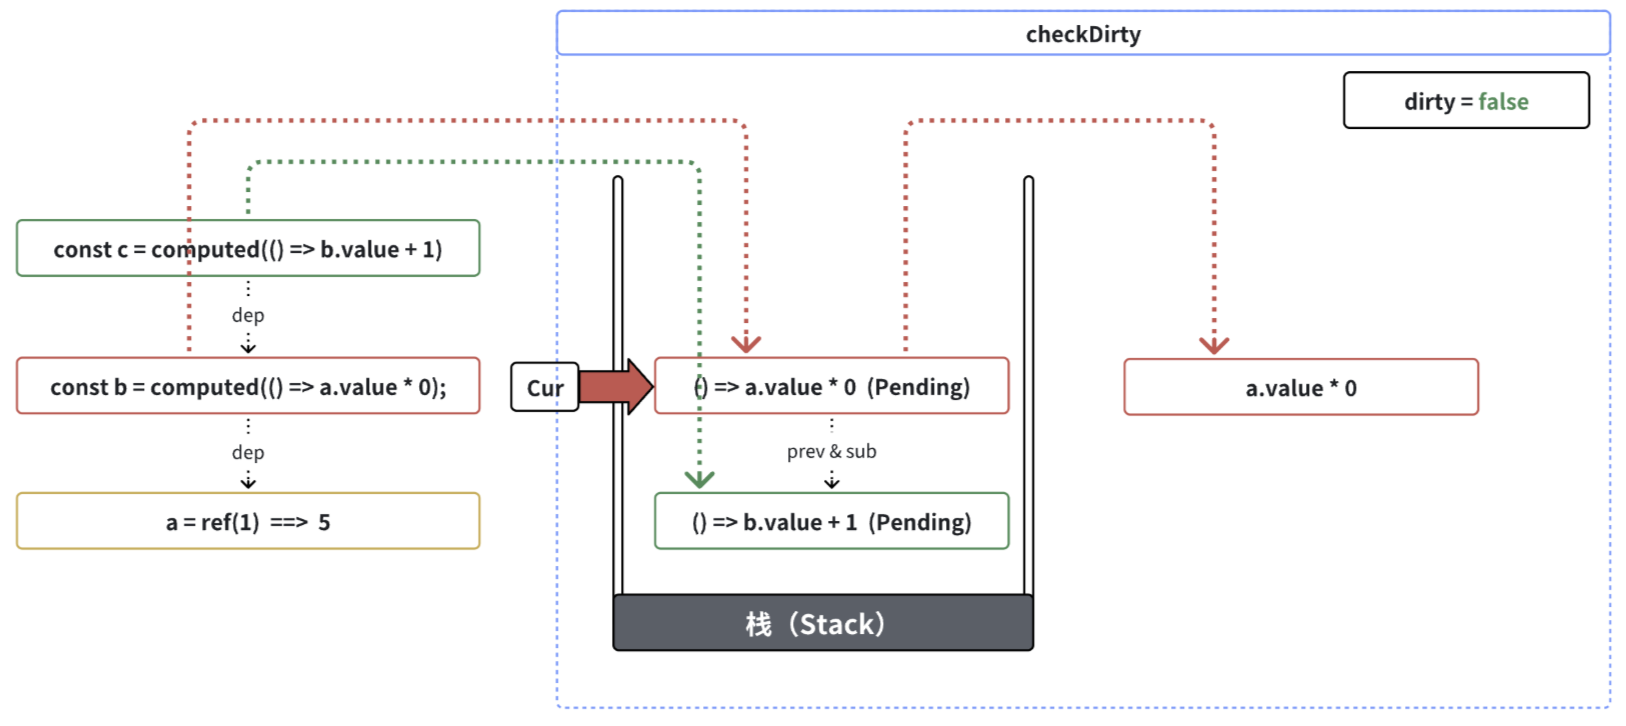 checkDirty
dirty = false
const c = computed(() => b.value + 1)
dep
const b = computed(() => a.value * 0);
Cur
() => a.value * 0 (Pending)
a.value * 0
dep
prev & sub
a = ref(1) ==> 5
() => b.value + 1 (Pending)
栈（Stack）